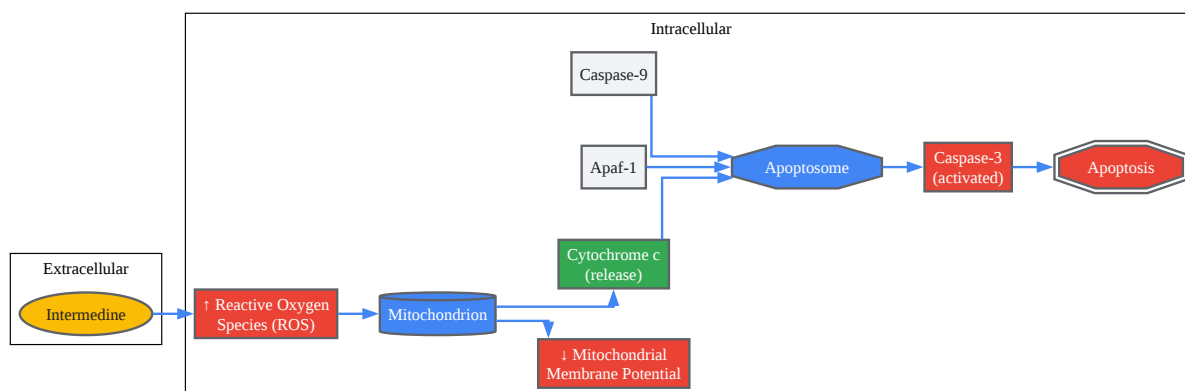 Intracellular
Caspase-9
Apaf-1
Apoptosome
Caspase-3
(activated)
Apoptosis
Cytochrome c
(release)
Extracellular
Intermedine
↑ Reactive Oxygen
Species (ROS)
Mitochondrion
↓ Mitochondrial
Membrane Potential